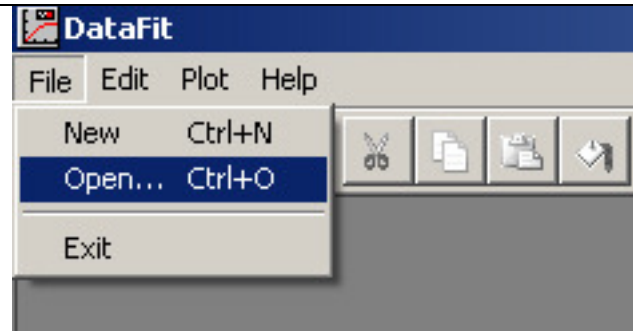 DataFit
File Edit Plot Help
New Ctrl+N
Open... Ctrl+O
Exit